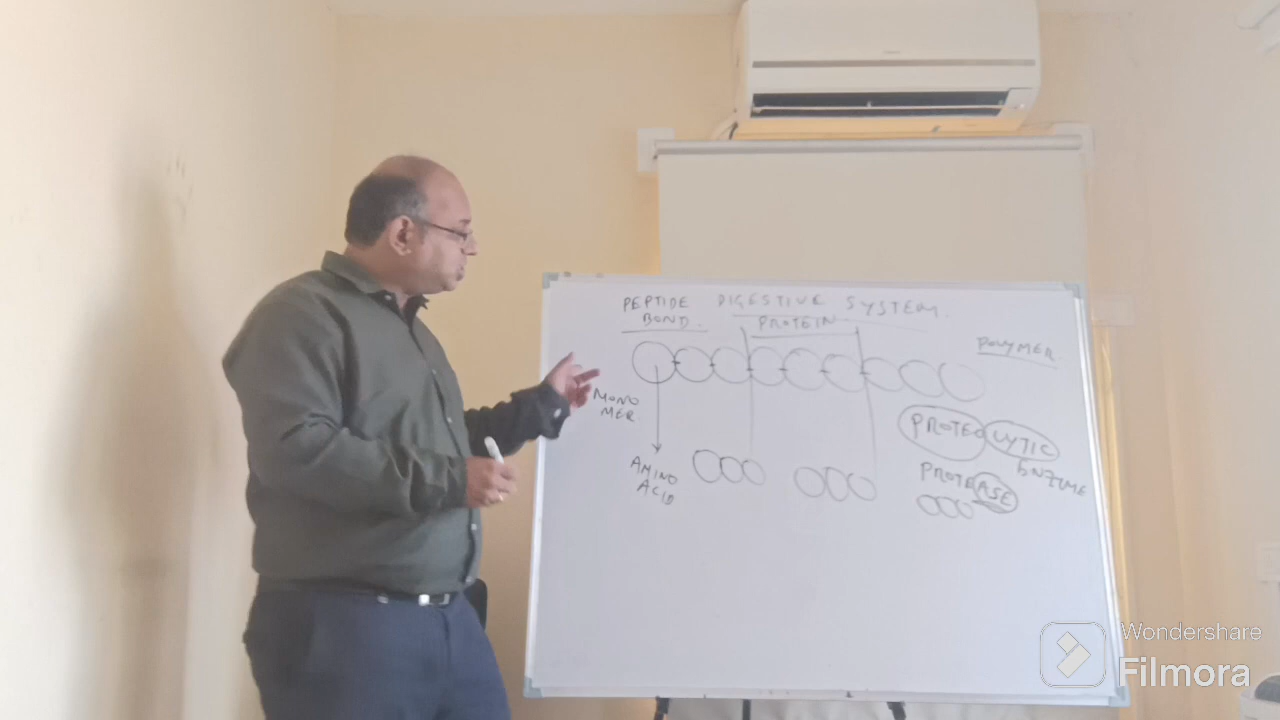 DIGESTIVE SYSTEM.
PEPTIDE
BOND.
PROTEIN
POLYMER
MONO
MER.
AMINO
ACID
PROTEOLYTIC
ENZYME
PROTEASE
Wondershare
Filmora